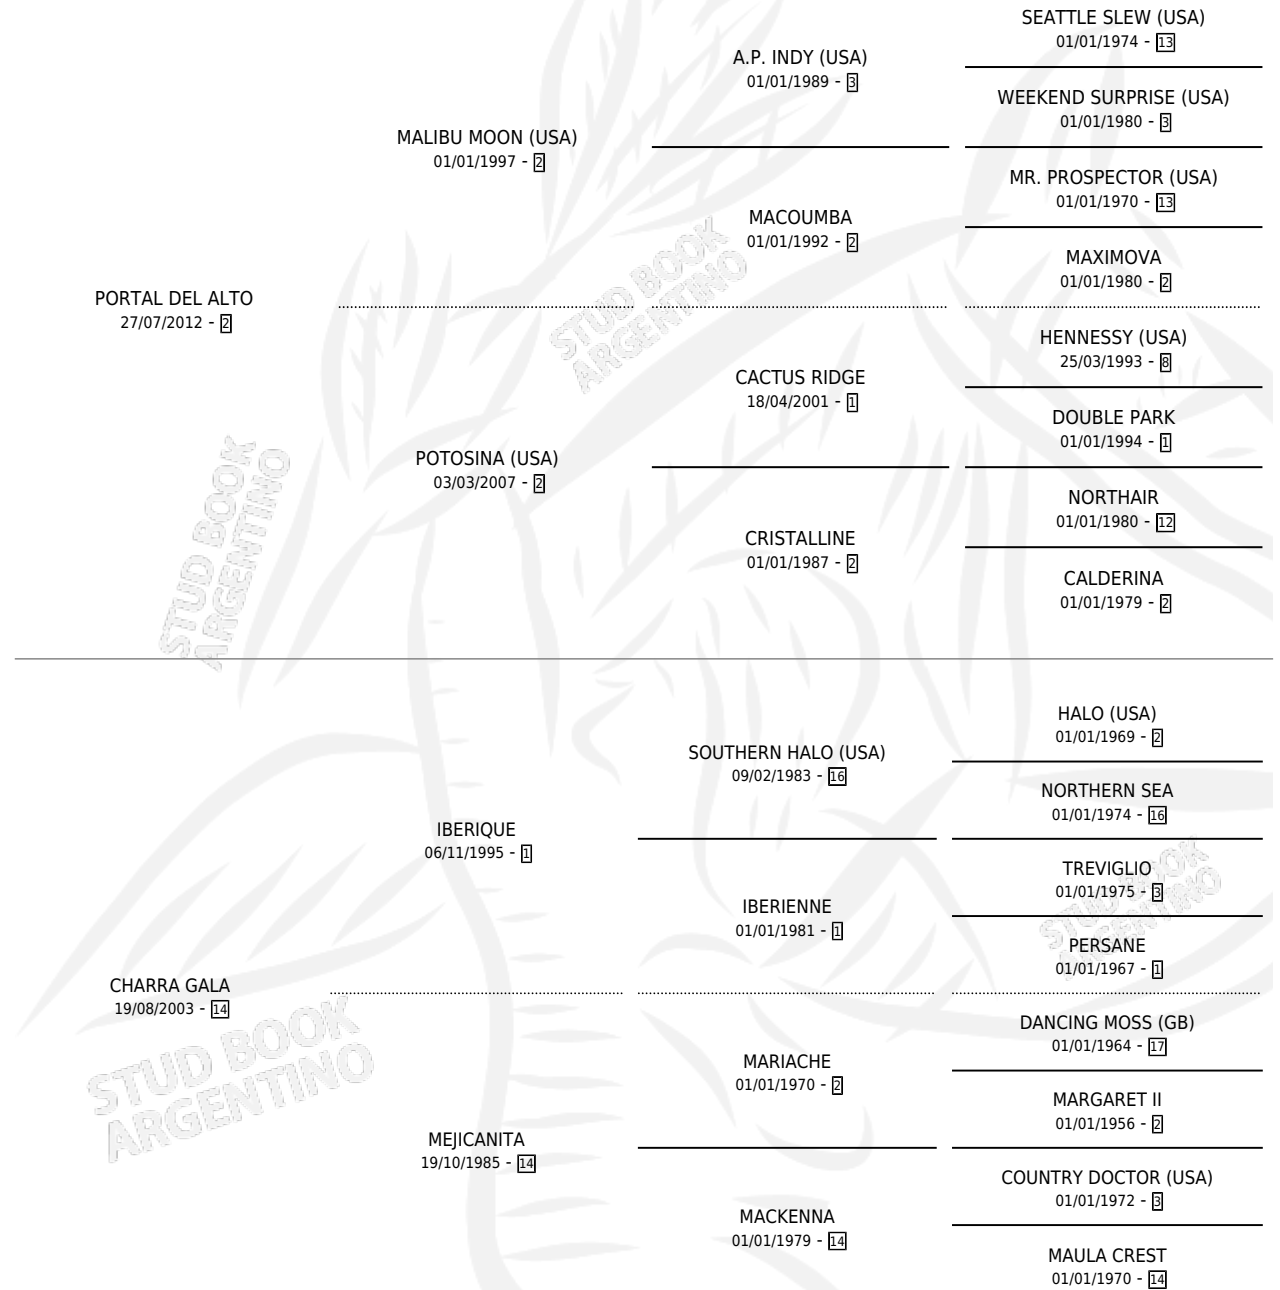 SEATTLE SLEW (USA)
01/01/1974 - 13
A.P. INDY (USA)
01/01/1989 - 3
WEEKEND SURPRISE (USA)
01/01/1980 - 3
MALIBU MOON (USA)
01/01/1997 - 2
MR. PROSPECTOR (USA)
01/01/1970 - 13
MACOUMBA
01/01/1992 - 2
MAXIMOVA
01/01/1980 - 2
PORTAL DEL ALTO
27/07/2012 - 2
HENNESSY (USA)
25/03/1993 - 8
CACTUS RIDGE
18/04/2001 - 1
DOUBLE PARK
01/01/1994 - 1
POTOSINA (USA)
03/03/2007 - 2
NORTHAIR
01/01/1980 - 12
CRISTALLINE
01/01/1987 - 2
CALDERINA
01/01/1979 - 2
HALO (USA)
01/01/1969 - 2
SOUTHERN HALO (USA)
09/02/1983 - 16
NORTHERN SEA
01/01/1974 - 16
IBERIQUE
06/11/1995 - 1
TREVIGLIO
01/01/1975 - 3
IBERIENNE
01/01/1981 - 1
PERSANE
01/01/1967 - 1
CHARRA GALA
19/08/2003 - 14
DANCING MOSS (GB)
01/01/1964 - 17
MARIACHE
01/01/1970 - 2
MARGARET II
01/01/1956 - 2
MEJICANITA
19/10/1985 - 14
COUNTRY DOCTOR (USA)
01/01/1972 - 3
MACKENNA
01/01/1979 - 14
MAULA CREST
01/01/1970 - 14
STUD BOOK
ARGENTINO
STUD BOOK
ARGENTINO
STUD BOOK
ARGENTINO
STUD BOOK
ARGENTINO